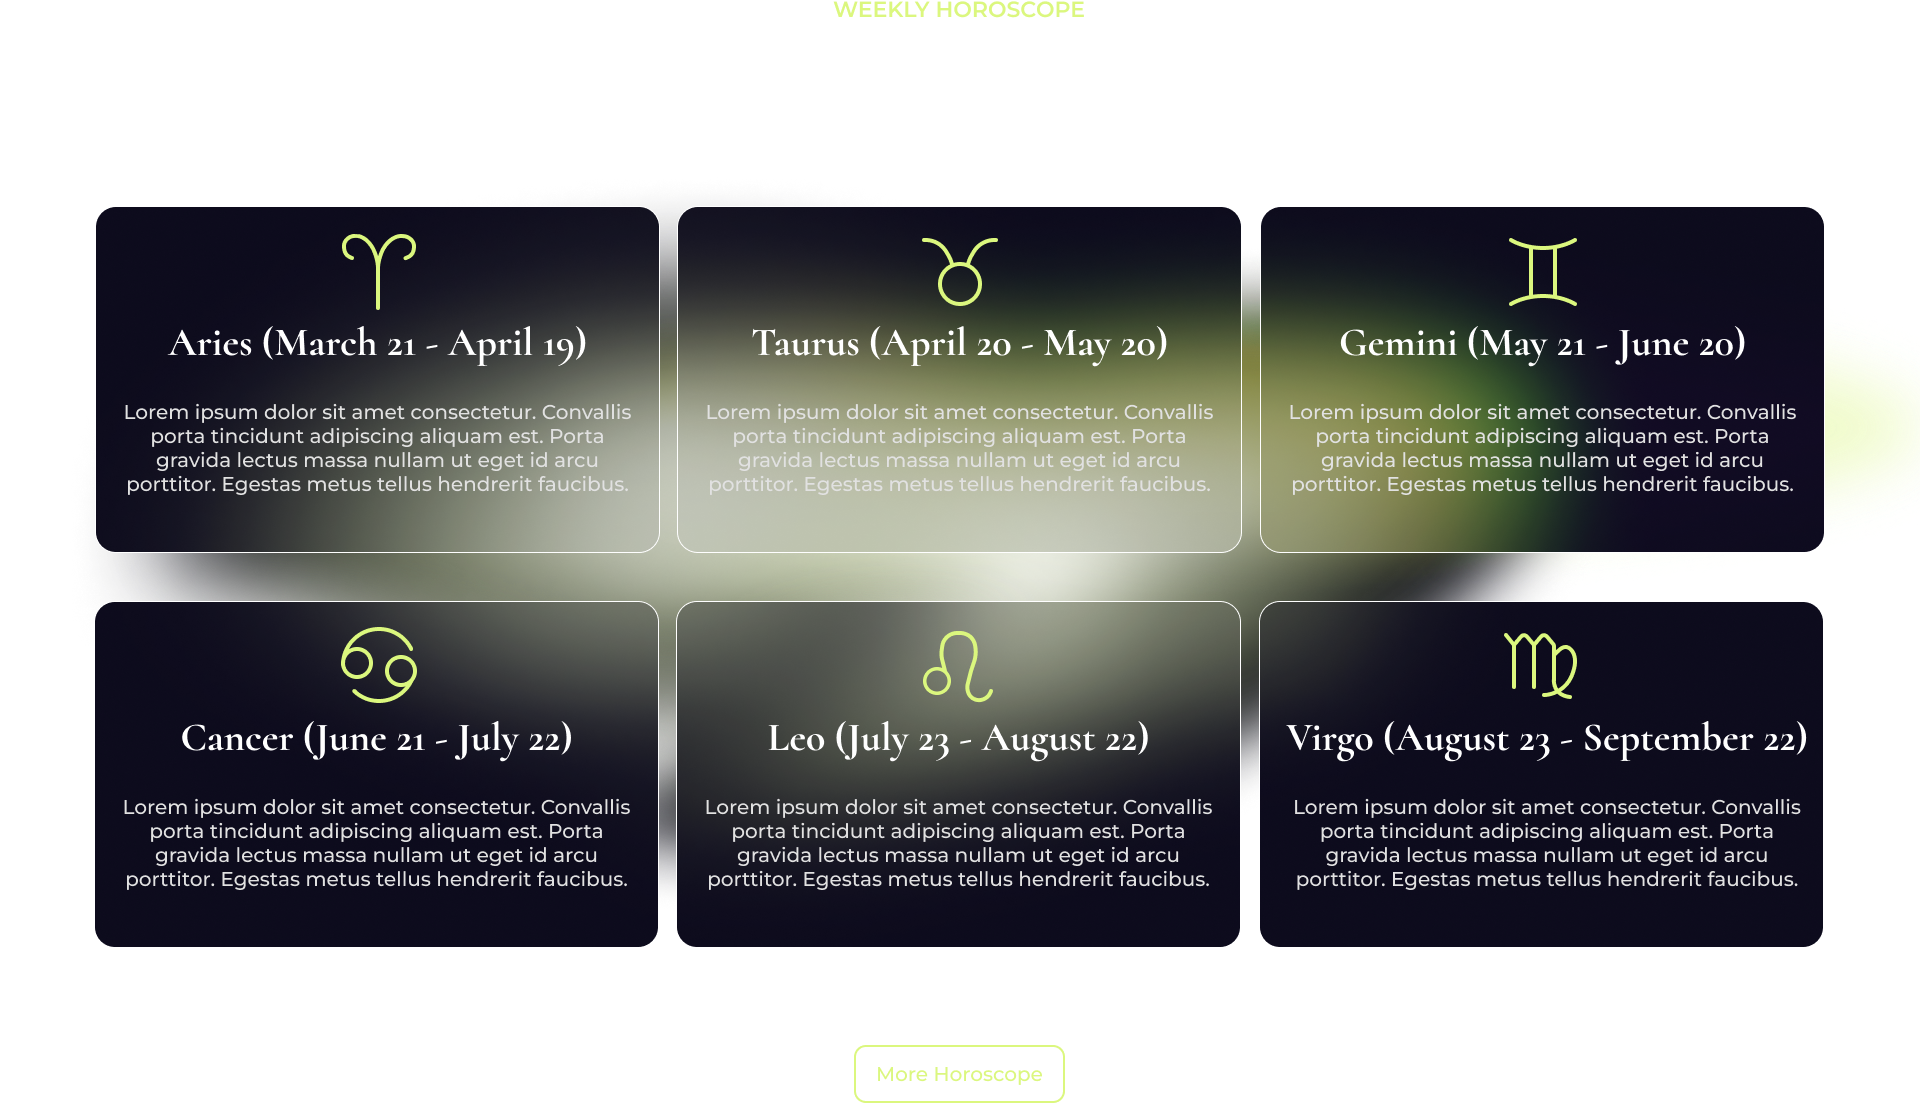 WEEKLY HOROSCOPE
Aries (March 21 - April 19)
Lorem ipsum dolor sit amet consectetur. Convallis
porta tincidunt adipiscing aliquam est. Porta
gravida lectus massa nullam ut eget id arcu
porttitor. Egestas metus tellus hendrerit faucibus.
Taurus (April 20 - May 20)
Lorem ipsum dolor sit amet consectetur. Convallis
porta tincidunt adipiscing aliquam est. Porta
gravida lectus massa nullam ut eget id arcu
porttitor. Egestas metus tellus hendrerit faucibus.
Gemini (May 21 - June 20)
Lorem ipsum dolor sit amet consectetur. Convallis
porta tincidunt adipiscing aliquam est. Porta
gravida lectus massa nullam ut eget id arcu
porttitor. Egestas metus tellus hendrerit faucibus.
Cancer (June 21 - July 22)
Lorem ipsum dolor sit amet consectetur. Convallis
porta tincidunt adipiscing aliquam est. Porta
gravida lectus massa nullam ut eget id arcu
porttitor. Egestas metus tellus hendrerit faucibus.
Leo (July 23 - August 22)
Lorem ipsum dolor sit amet consectetur. Convallis
porta tincidunt adipiscing aliquam est. Porta
gravida lectus massa nullam ut eget id arcu
porttitor. Egestas metus tellus hendrerit faucibus.
Virgo (August 23 - September 22)
Lorem ipsum dolor sit amet consectetur. Convallis
porta tincidunt adipiscing aliquam est. Porta
gravida lectus massa nullam ut eget id arcu
porttitor. Egestas metus tellus hendrerit faucibus.
More Horoscope